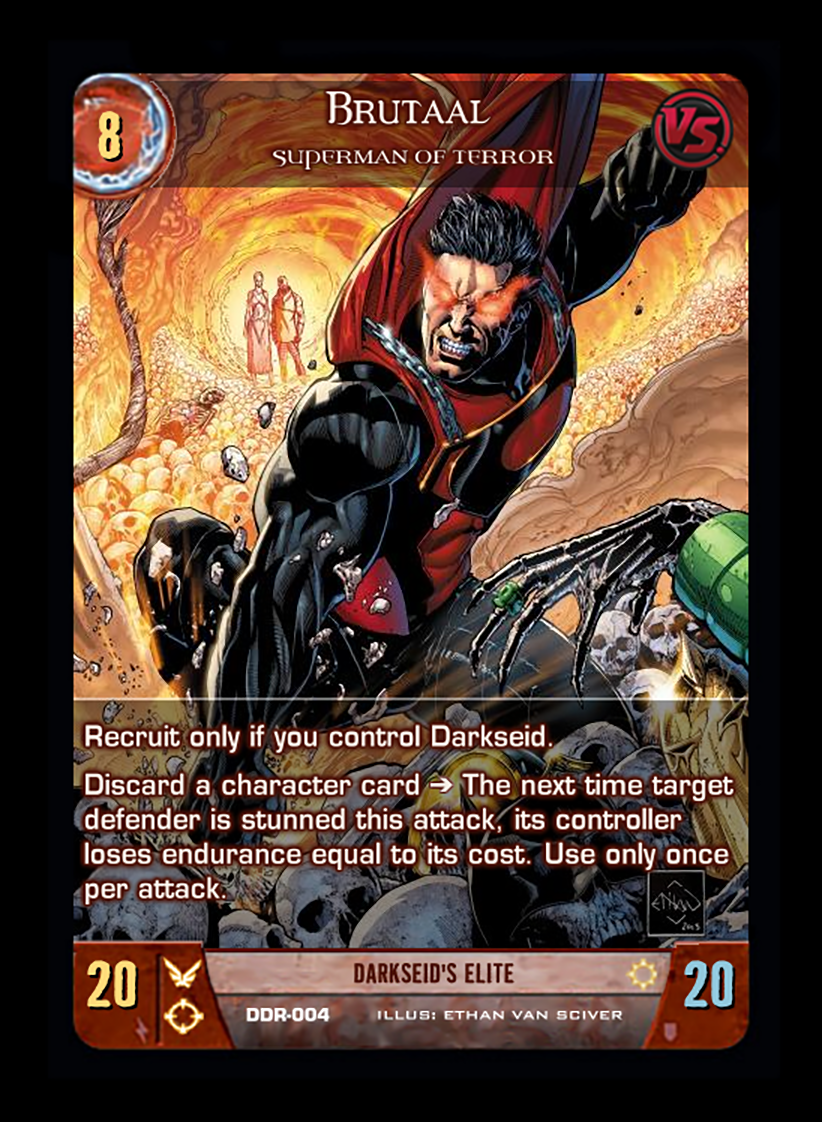 8
BRUTAAL
VS.
SUPERMAN OF TERROR
Recruit only if you control Darkseid.
Discard a character card ➔ The next time target
defender is stunned this attack, its controller
loses endurance equal to its cost. Use only once
per attack.
ETHAN
2013
20
DARKSEID'S ELITE
20
DDR-004
ILLUS: ETHAN VAN SCIVER